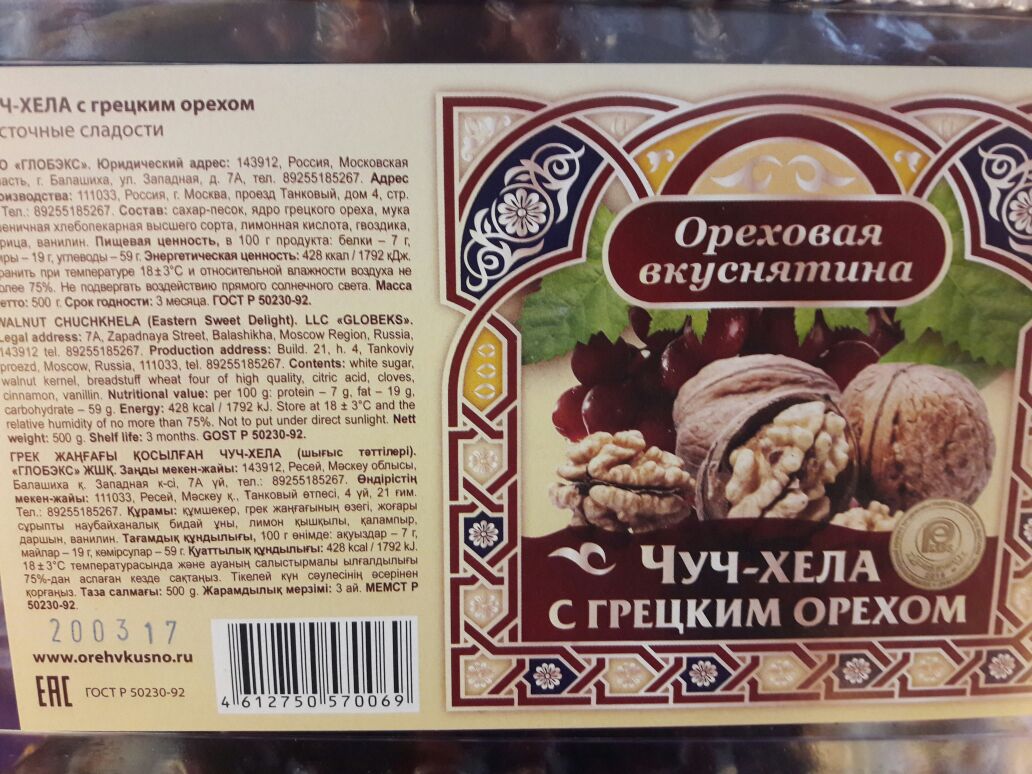 Ч-ХЕЛА с грецким орехом
сточные сладости
О «ГЛОБЭКС». Юридический адрес: 143912, Россия, Московская
асть, г. Балашиха, ул. Западная, д. 7А, тел. 89255185267. Адрес
оизводства: 111033, Россия, г. Москва, проезд Танковый, дом 4, стр.
Тел.: 89255185267. Состав: сахар-песок, ядро грецкого ореха, мука
еничная хлебопекарная высшего сорта, лимонная кислота, гвоздика,
рица, ванилин. Пищевая ценность, в 100 г продукта: белки – 7 г,
иры – 19 г, углеводы – 59 г. Энергетическая ценность: 428 ккал / 1792 кДж.
ранить при температуре 18±3°С и относительной влажности воздуха не
олее 75%. Не подвергать воздействию прямого солнечного света. Масса
етто: 500 г. Срок годности: 3 месяца. ГОСТ Р 50230-92.
WALNUT CHUCHKHELA (Eastern Sweet Delight). LLC «GLOBEKS».
Legal address: 7A, Zapadnaya Street, Balashikha, Moscow Region, Russia,
143912 tel. 89255185267. Production address: Build. 21, h. 4, Tankoviy
proezd, Moscow, Russia, 111033, tel. 89255185267. Contents: white sugar,
walnut kernel, breadstuff wheat four of high quality, citric acid, cloves,
cinnamon, vanillin. Nutritional value: per 100 g: protein – 7 g, fat – 19 g,
carbohydrate – 59 g. Energy: 428 kcal / 1792 kJ. Store at 18 ± 3°C and the
relative humidity of no more than 75%. Not to put under direct sunlight. Nett
weight: 500 g. Shelf life: 3 months. GOST P 50230-92.
ГРЕК ЖАҢҒАҒЫ ҚОСЫЛҒАН ЧУЧ-ХЕЛА (шығыс тәттілері).
«ГЛОБЭКС» ЖШҚ. Заңды мекен-жайы: 143912, Ресей, Мәскеу облысы,
Балашиха қ. Западная к-сі, 7А үй, тел.: 89255185267. Өндірістің
мекен-жайы: 111033, Ресей, Мәскеу қ., Танковый өтпесі, 4 үй, 21 ғим.
Тел.: 89255185267. Құрамы: құмшекер, грек жаңғағының өзегі, жоғары
сұрыпты наубайханалық бидай ұны, лимон қышқылы, қалампыр,
даршын, ванилин. Тағамдық құндылығы, 100 г өнімде: ақуыздар – 7 г,
майлар – 19 г, көмірсулар – 59 г. Қуаттылық құндылығы: 428 kcal / 1792 kJ.
18±3°C температурасында және ауаның салыстырмалы ылғалдылығы
75%-дан аспаған кезде сақтаңыз. Тікелей күн сәулесінің әсерінен
қорғаңыз. Таза салмағы: 500 g. Жарамдылық мерзімі: 3 ай. МЕМСТ Р
50230-92.
200317
www.orehvkusno.ru
ЕАС ГОСТ Р 50230-92
4 612750 570069
Ореховая
вкуснятина
Чуч-хела
с грецким орехом